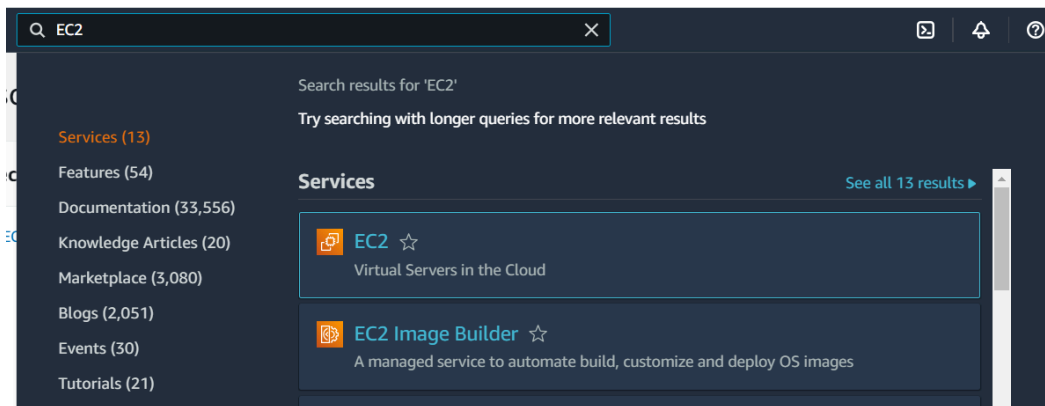 EC2
Search results for 'EC2'
Try searching with longer queries for more relevant results
Services (13)
Features (54)
Documentation (33,556)
Knowledge Articles (20)
Marketplace (3,080)
Blogs (2,051)
Events (30)
Tutorials (21)
Services
See all 13 results
EC2
Virtual Servers in the Cloud
EC2 Image Builder
A managed service to automate build, customize and deploy OS images